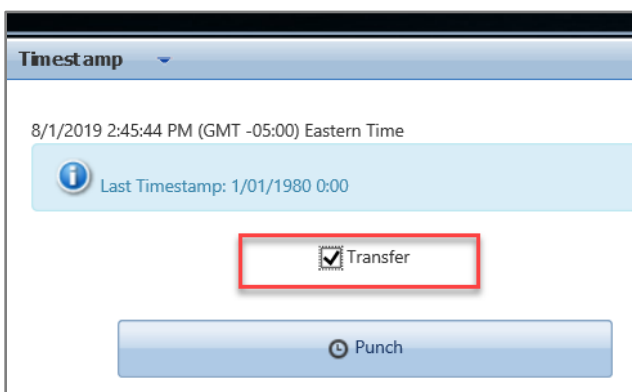 Timestamp
8/1/2019 2:45:44 PM (GMT -05:00) Eastern Time
Last Timestamp: 1/01/1980 0:00
Transfer
Punch